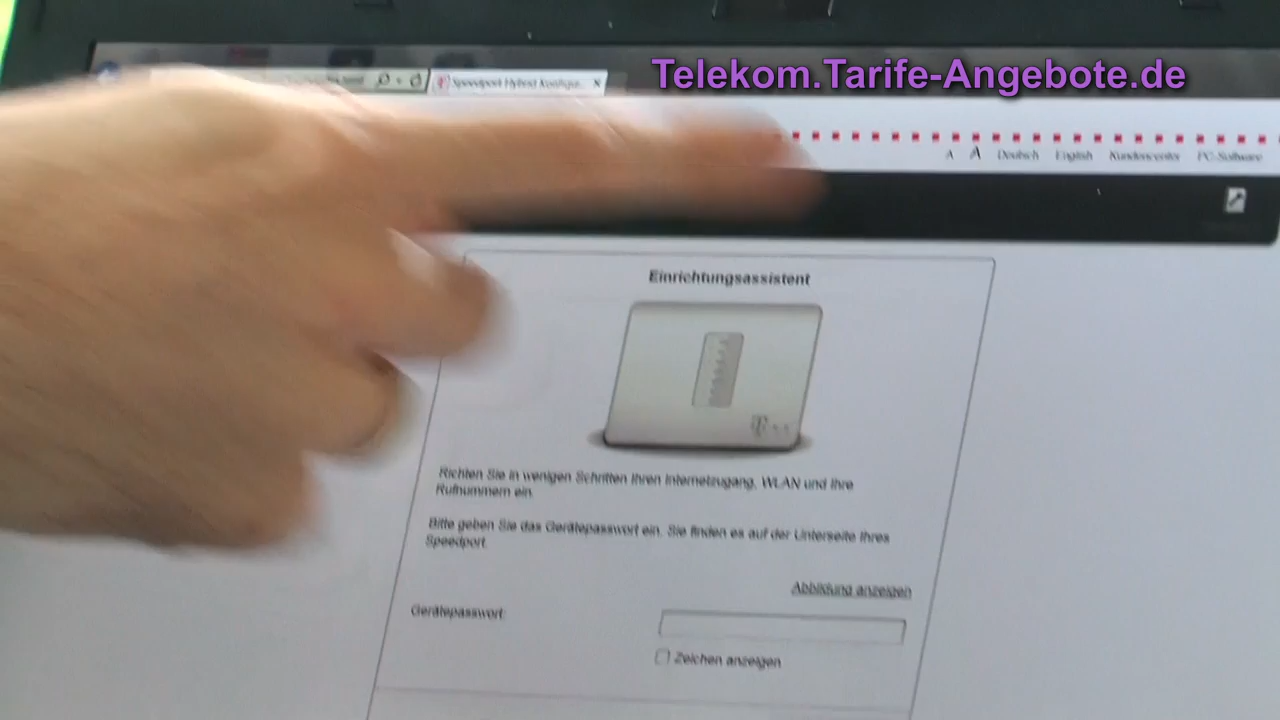 Telekom.Tarife-Angebote.de
Speedport Hybrid Konfigu...
A A Deutsch English Kundencenter PC-Software
Einrichtungsassistent
Richten Sie in wenigen Schritten Ihren Internetzugang, WLAN und Ihre
Rufnummern ein.
Bitte geben Sie das Gerätepasswort ein. Sie finden es auf der Unterseite Ihres
Speedport.
Abbildung anzeigen
Gerätepasswort:
Zeichen anzeigen